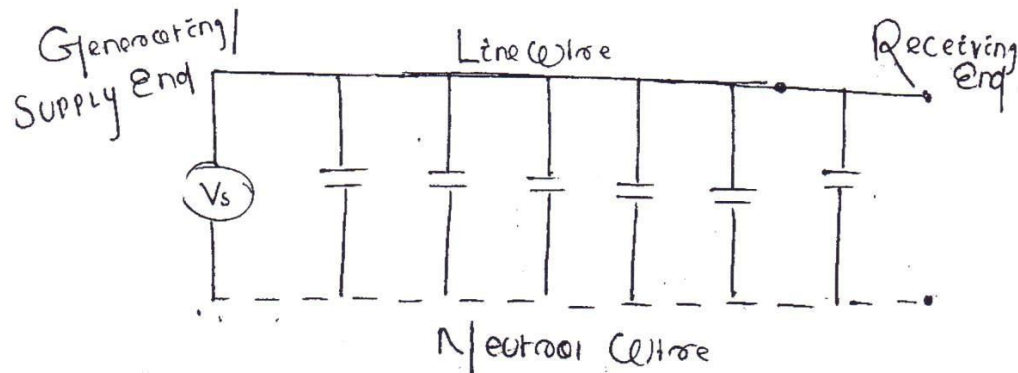 Generating/
Supply End
Line Wire
Receiving
End
Vs
Neutral Wire